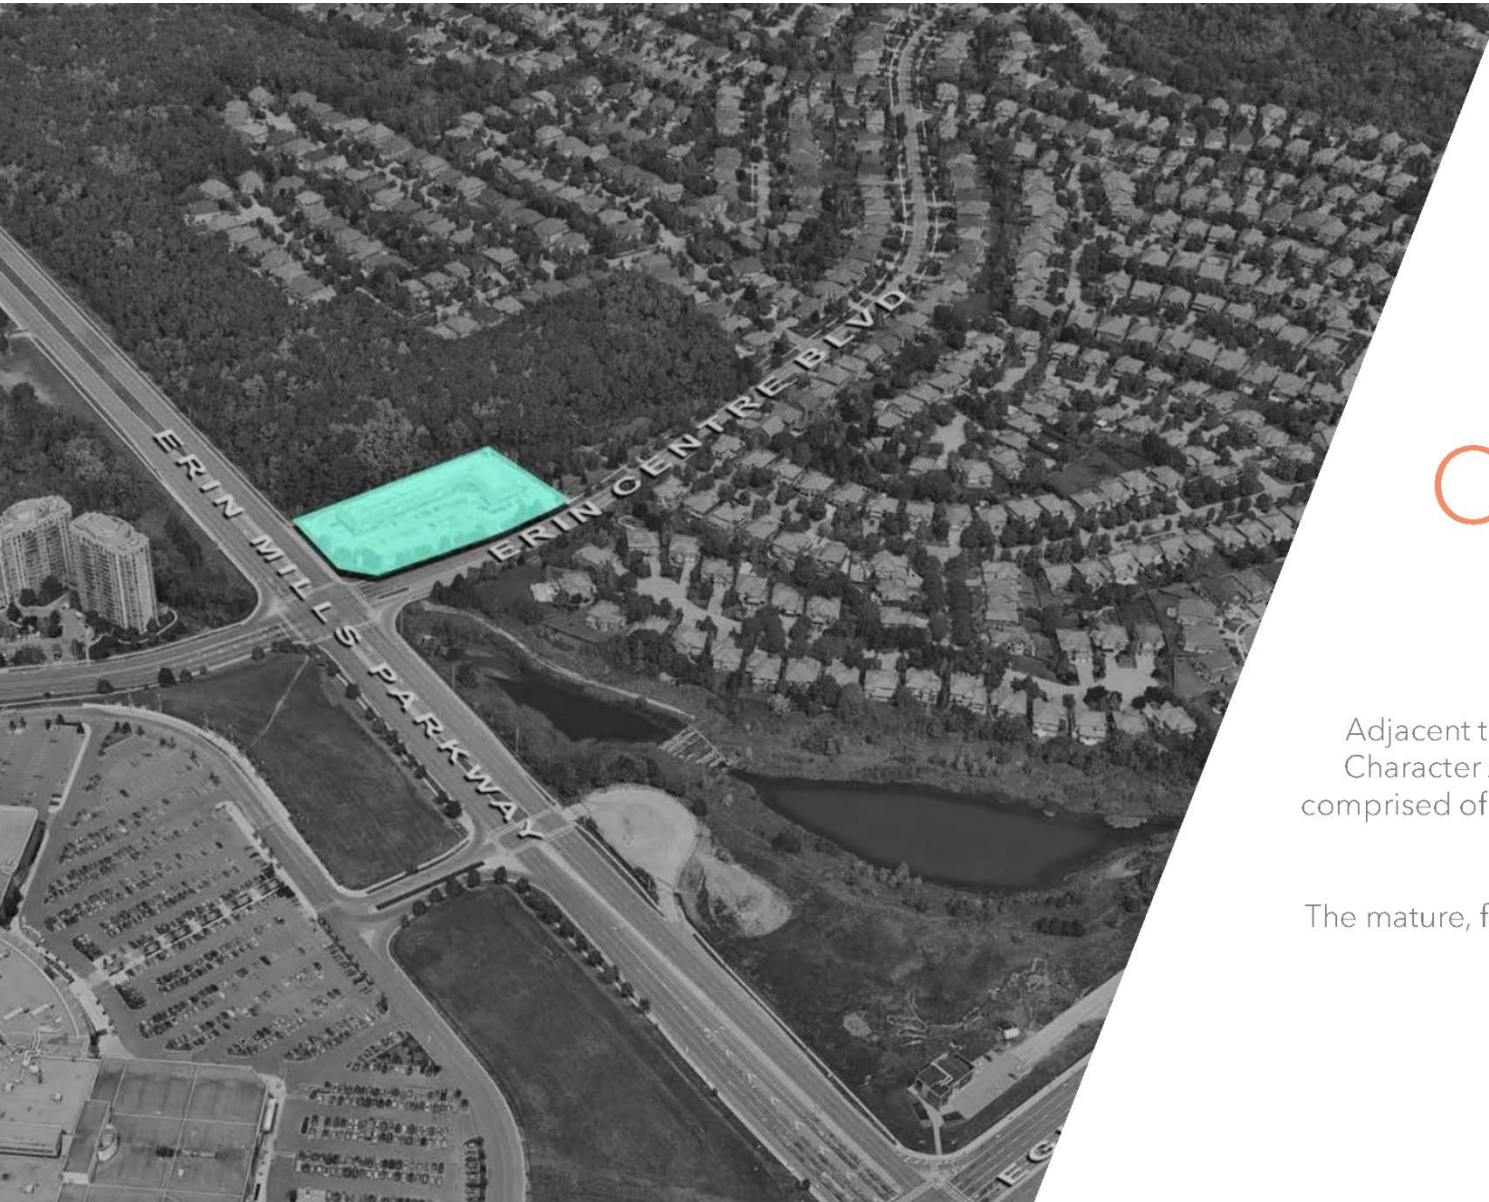 ERIN CENTRE BLVD
ERIN MILLS PARKWAY
Adjacent t
Character
comprised of
The mature, f